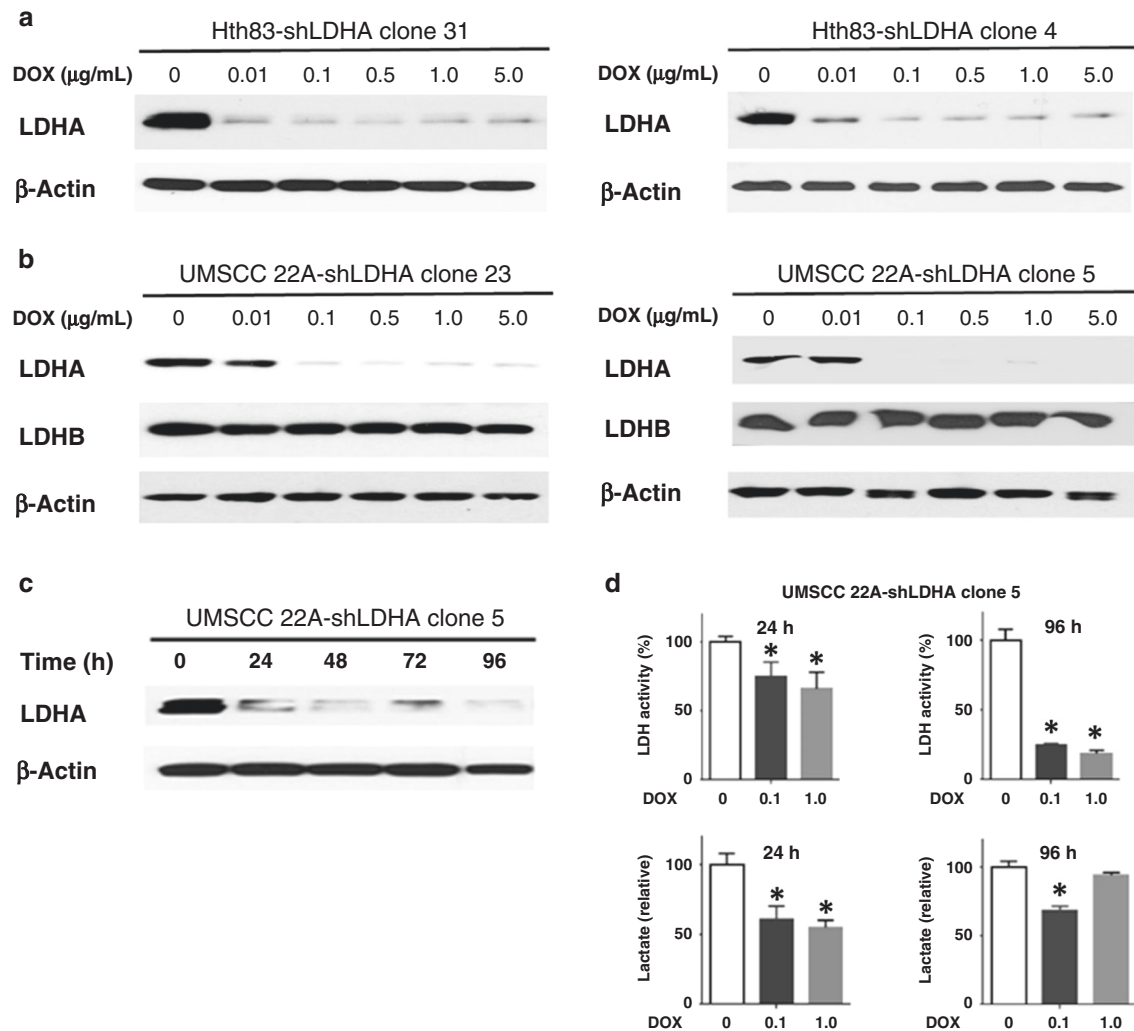 a
Hth83-shLDHA clone 31
DOX (μg/mL) 0 0.01 0.1 0.5 1.0 5.0
LDHA
β-Actin
Hth83-shLDHA clone 4
DOX (μg/mL) 0 0.01 0.1 0.5 1.0 5.0
LDHA
β-Actin
b
UMSCC 22A-shLDHA clone 23
DOX (μg/mL) 0 0.01 0.1 0.5 1.0 5.0
LDHA
LDHB
β-Actin
UMSCC 22A-shLDHA clone 5
DOX (μg/mL) 0 0.01 0.1 0.5 1.0 5.0
LDHA
LDHB
β-Actin
c
UMSCC 22A-shLDHA clone 5
Time (h) 0 24 48 72 96
LDHA
β-Actin
d
UMSCC 22A-shLDHA clone 5
24 h
LDH activity (%)
100
50
0
* *
DOX 0 0.1 1.0
96 h
LDH activity (%)
100
50
0
* *
DOX 0 0.1 1.0
24 h
Lactate (relative)
100
50
0
* *
DOX 0 0.1 1.0
96 h
Lactate (relative)
100
50
0
*
DOX 0 0.1 1.0